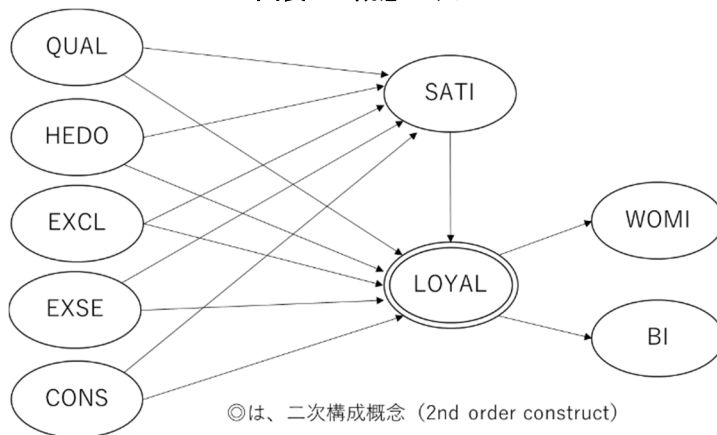 QUAL
HEDO
EXCL
EXSE
CONS
SATI
LOYAL
WOMI
BI
◎は、二次構成概念（2nd order construct）